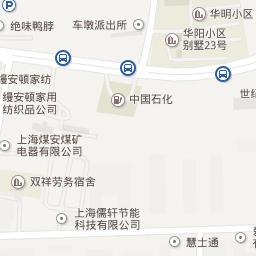 P
华明小区
绝味鸭脖
车墩派出所
华阳小区
别墅23号
缦安顿家纺
缦安顿家用
纺织品公司
中国石化
世纪
上海煤安煤矿
电器有限公司
双祥劳务宿舍
上海儒轩节能
科技有限公司
慧士通